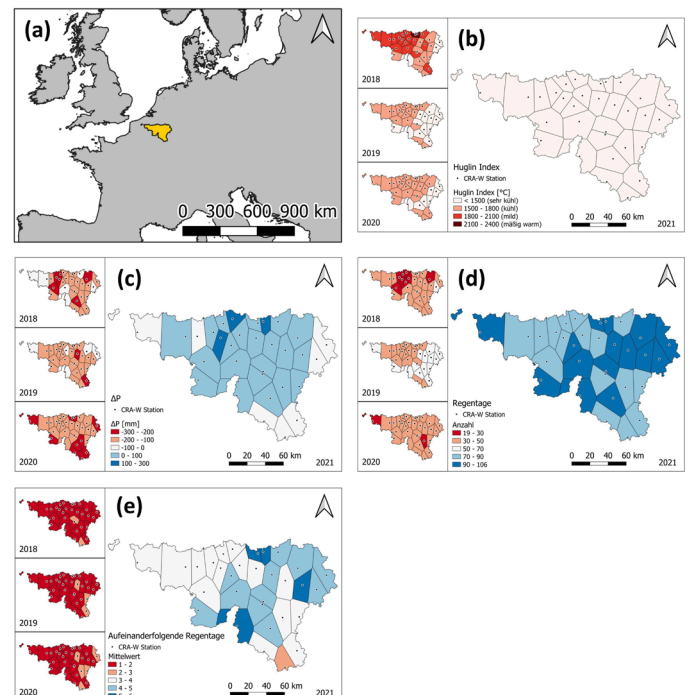 (a)
0 300 600 900 km
(b)
2018
2019
2020
Huglin Index
CRA-W Station
Huglin Index [°C]
< 1500 (sehr kühl)
1500 - 1800 (kühl)
1800 - 2100 (mild)
2100 - 2400 (mäßig warm)
0 20 40 60 km
2021
(c)
2018
2019
2020
ΔP
CRA-W Station
ΔP [mm]
-300 - -200
-200 - -100
-100 - 0
0 - 100
100 - 300
0 20 40 60 km
2021
(d)
2018
2019
2020
Regentage
CRA-W Station
Anzahl
19 - 30
30 - 50
50 - 70
70 - 90
90 - 106
0 20 40 60 km
2021
(e)
2018
2019
2020
Aufeinanderfolgende Regentage
CRA-W Station
Mittelwert
1 - 2
2 - 3
3 - 4
4 - 5
0 20 40 60 km
2021